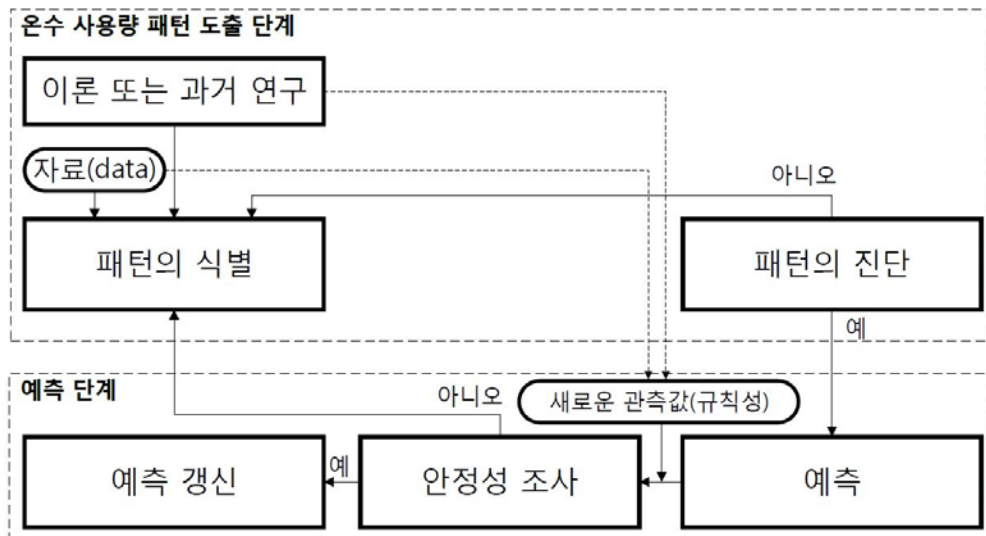 온수 사용량 패턴 도출 단계
이론 또는 과거 연구
자료(data)
아니오
패턴의 식별
패턴의 진단
예
예측 단계
아니오
새로운 관측값(규칙성)
예측 갱신
예
안정성 조사
예측